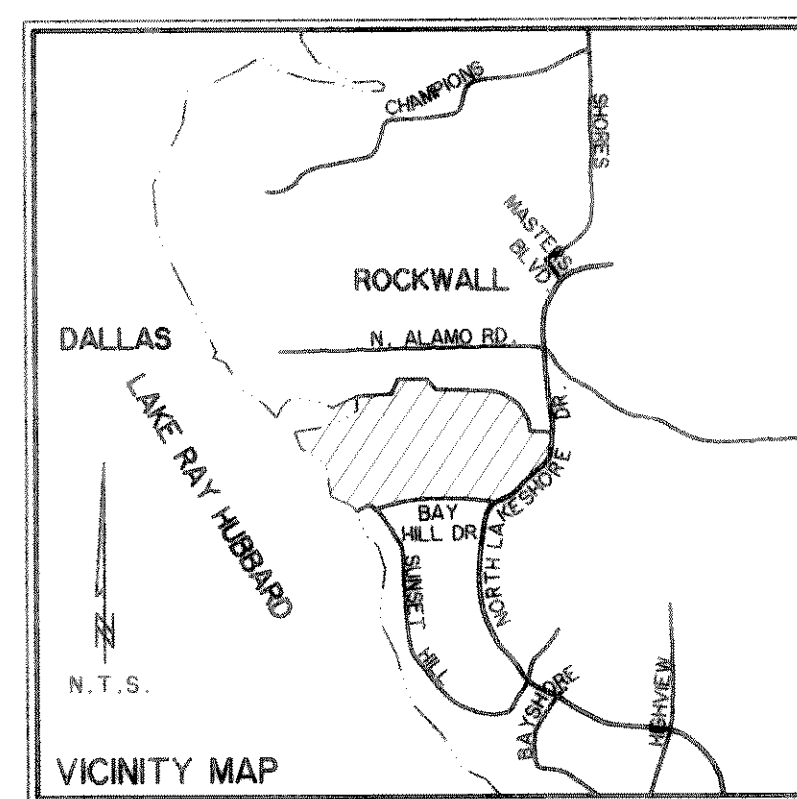 CHAMPIONS
SHORES
MASTERS
BLVD.
ROCKWALL
DALLAS
N. ALAMO RD.
LAKE RAY HUBBARD
DR.
NORTH LAKESHORE
BAY
HILL DR
SUNSET
HILL
N
N.T.S.
BAYSHORE
HIGHVIEW
VICINITY MAP